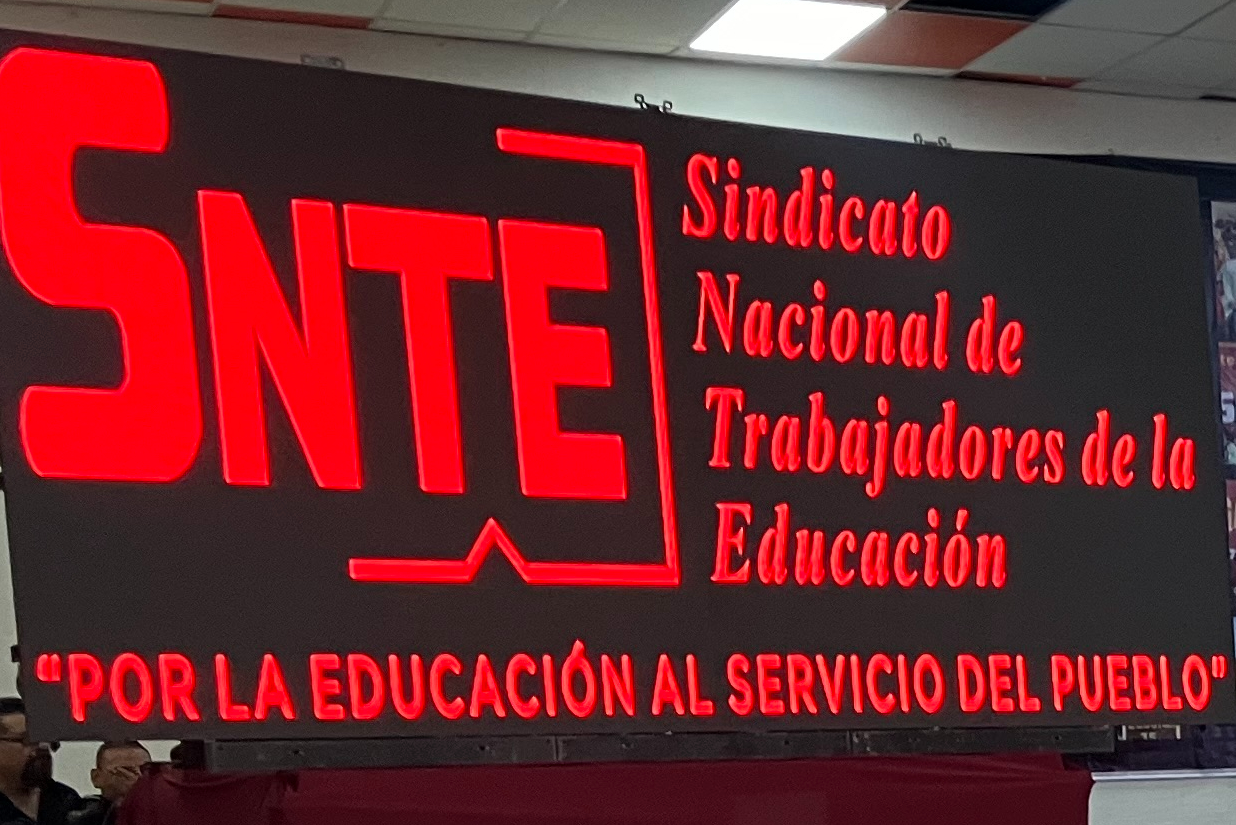 SNTE
Sindicato
Nacional de
Trabajadores de la
Educación
"POR LA EDUCACIÓN AL SERVICIO DEL PUEBLO"